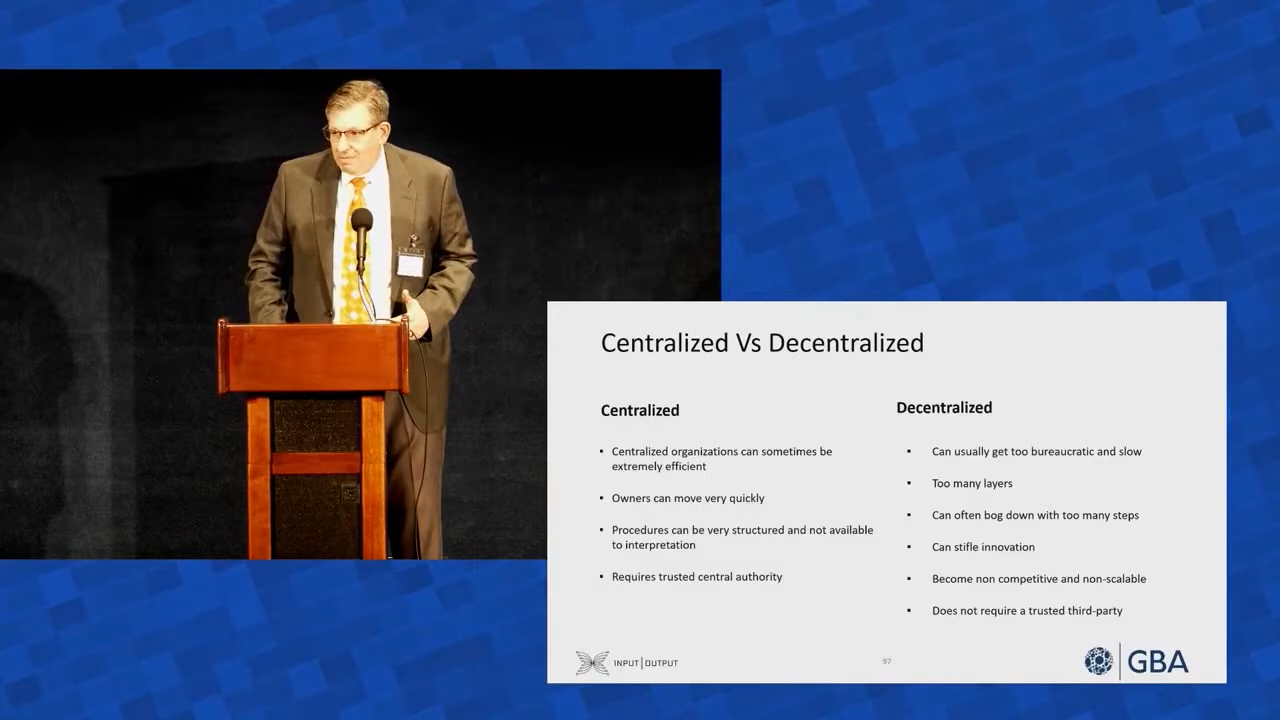 Centralized Vs Decentralized
Centralized
Centralized organizations can sometimes be
extremely efficient
Owners can move very quickly
Procedures can be very structured and not available
to interpretation
Requires trusted central authority
Decentralized
Can usually get too bureaucratic and slow
Too many layers
Can often bog down with too many steps
Can stifle innovation
Become non competitive and non-scalable
Does not require a trusted third-party
INPUT|OUTPUT
97
GBA